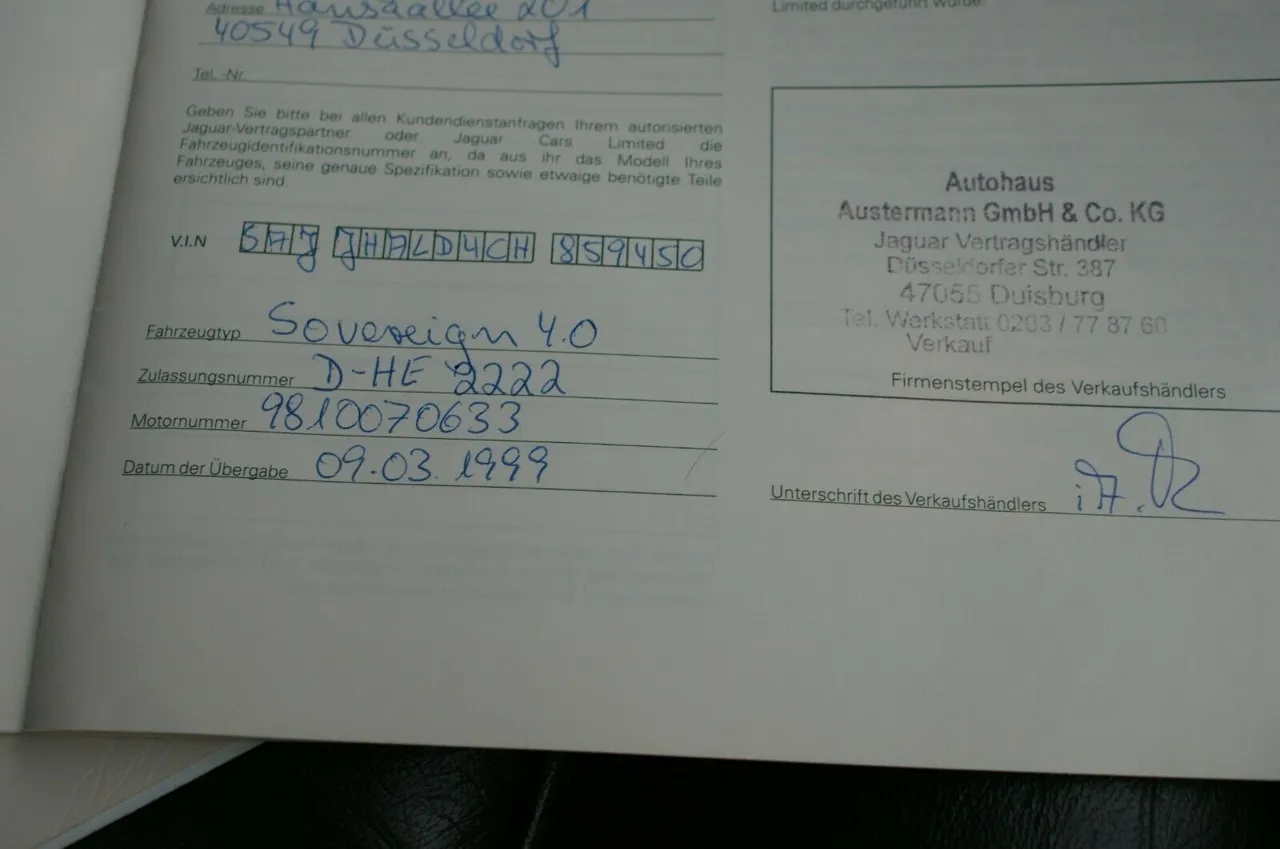 Adresse Hansaallee 201
40549 Düsseldorf
Tel.-Nr.
Geben Sie bitte bei allen Kundendienstanfragen Ihrem autorisierten
Jaguar-Vertragspartner oder Jaguar Cars Limited die
Fahrzeugidentifikationsnummer an, da aus ihr das Modell Ihres
Fahrzeuges, seine genaue Spezifikation sowie etwaige benötigte Teile
ersichtlich sind.
V.I.N SAJ JHALD4CH 859450
Fahrzeugtyp Sovereign 4.0
Zulassungsnummer D-HE 2222
Motornummer 9810070633
Datum der Übergabe 09.03.1999
Limited durchgeführt wurde.
Autohaus
Austermann GmbH & Co. KG
Jaguar Vertragshändler
Düsseldorfer Str. 387
47055 Duisburg
Tel. Werkstatt 0203 / 77 87 60
Verkauf
Firmenstempel des Verkaufshändlers
Unterschrift des Verkaufshändlers i.A.